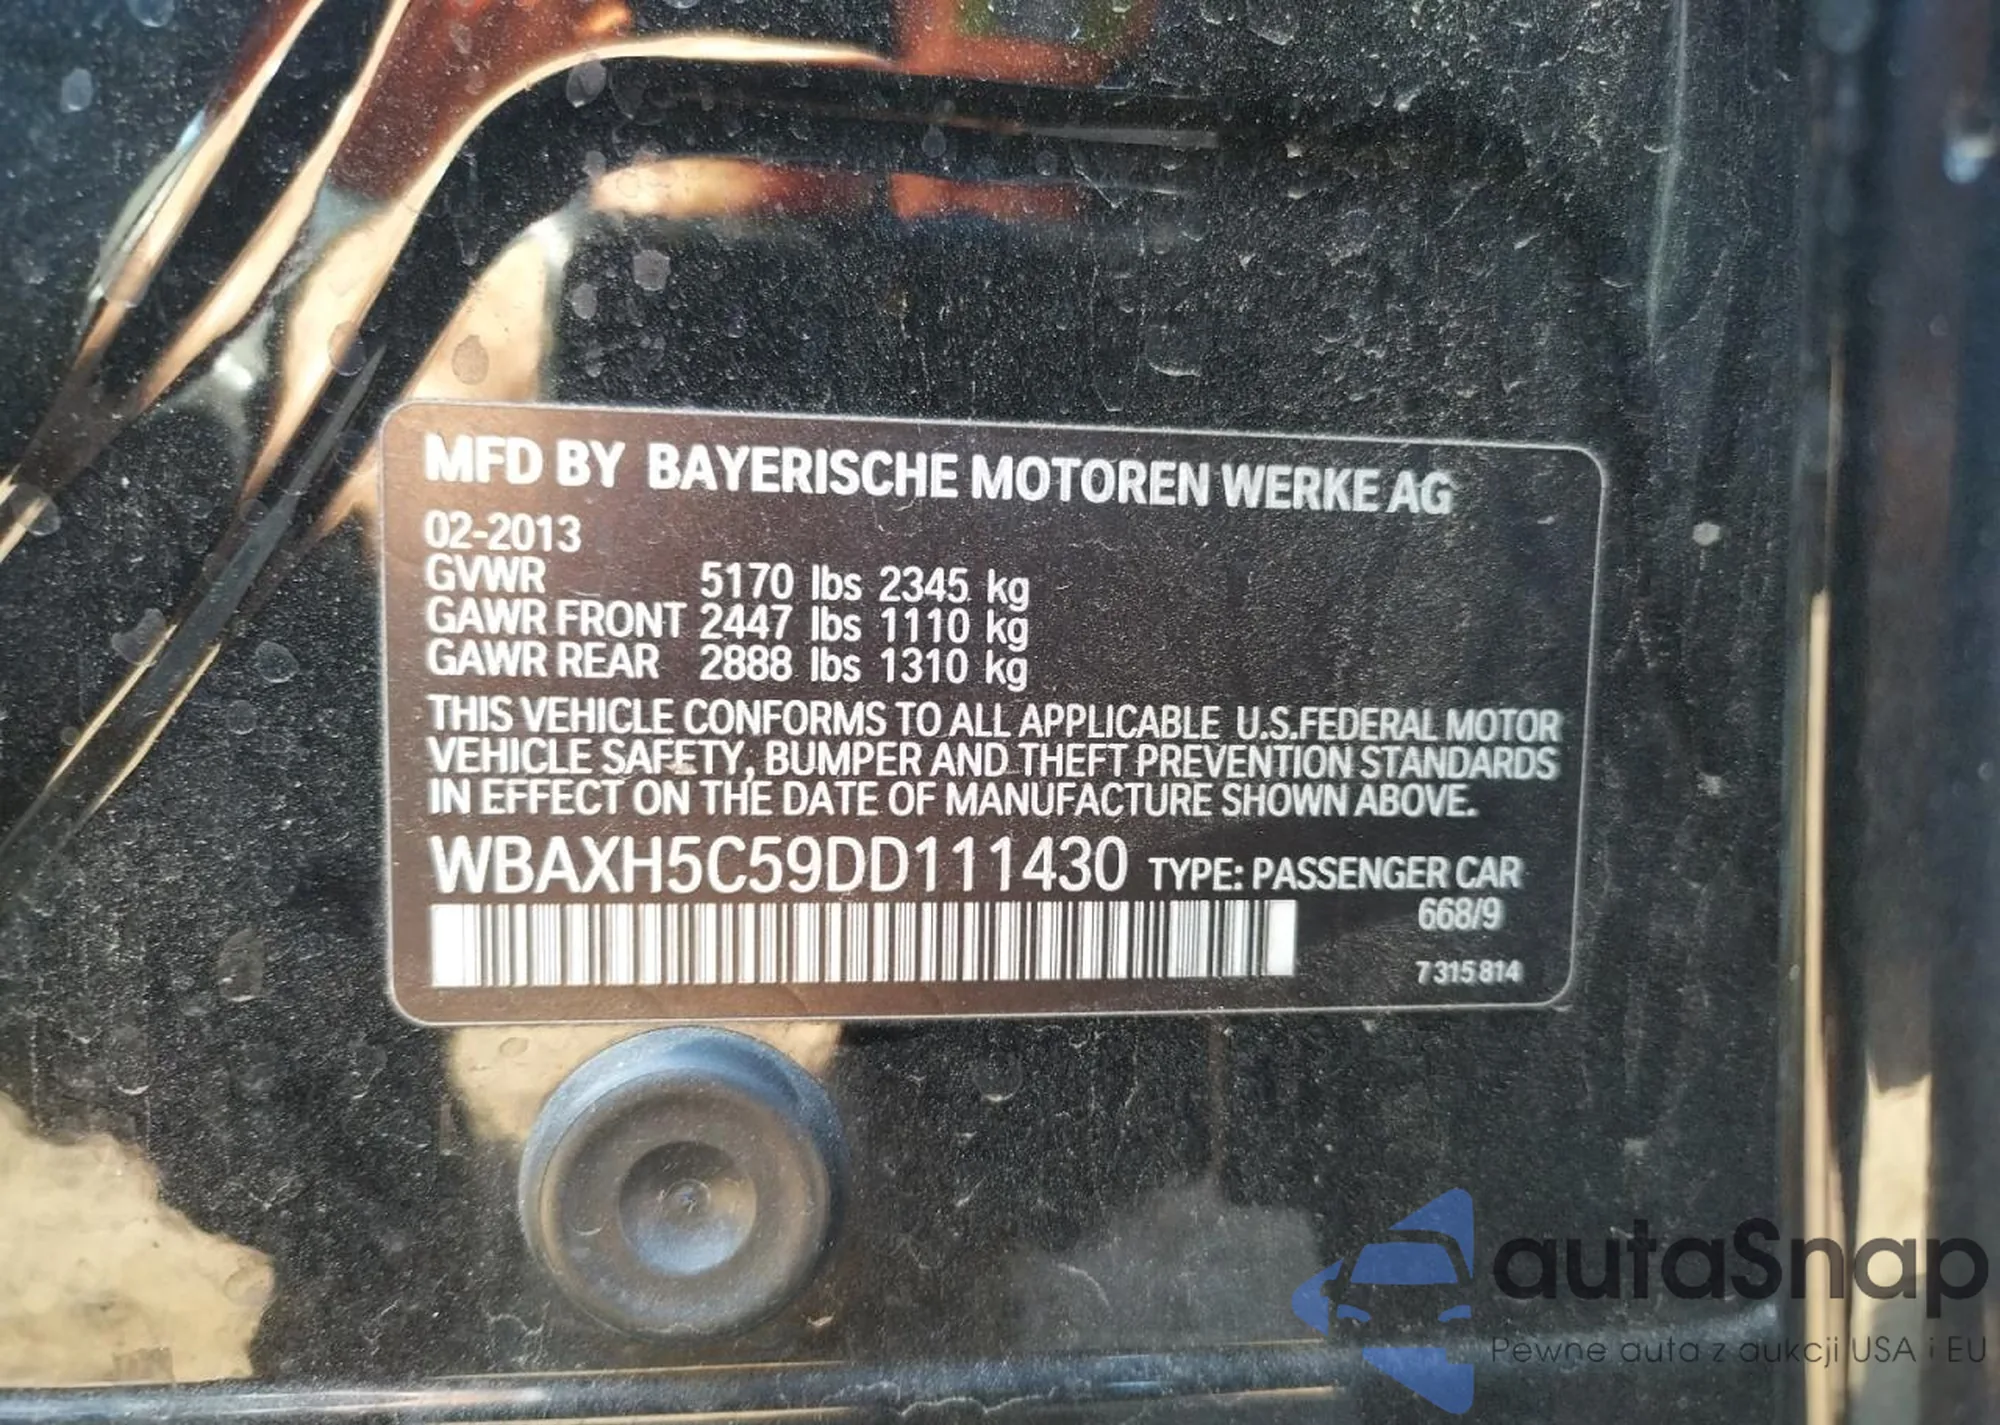 MFD BY BAYERISCHE MOTOREN WERKE AG
02-2013
GVWR 5170 lbs 2345 kg
GAWR FRONT 2447 lbs 1110 kg
GAWR REAR 2888 lbs 1310 kg
THIS VEHICLE CONFORMS TO ALL APPLICABLE U.S.FEDERAL MOTOR
VEHICLE SAFETY, BUMPER AND THEFT PREVENTION STANDARDS
IN EFFECT ON THE DATE OF MANUFACTURE SHOWN ABOVE.
WBAXH5C59DD111430 TYPE: PASSENGER CAR
668/9
7 315 814
autaSnap
Pewne auta z aukcji USA i EU